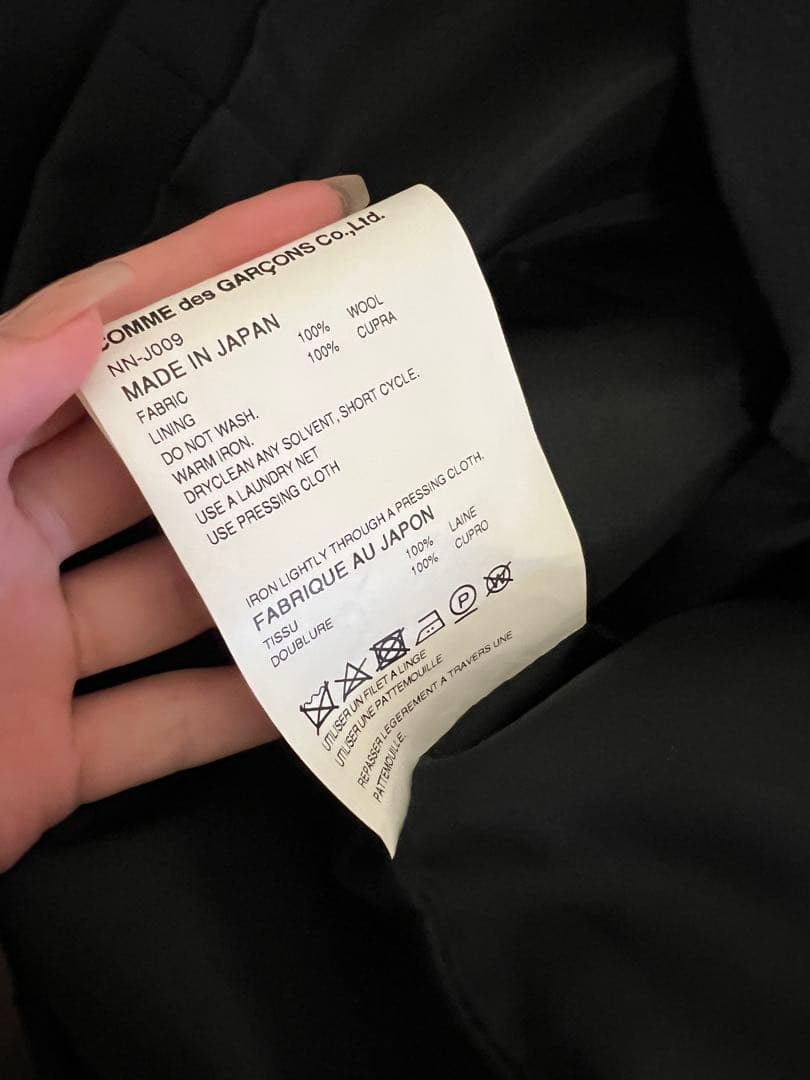 COMME des GARÇONS Co.,Ltd.
NN-J009
MADE IN JAPAN
FABRIC 100% WOOL
LINING 100% CUPRA
DO NOT WASH.
WARM IRON.
DRYCLEAN ANY SOLVENT, SHORT CYCLE.
USE A LAUNDRY NET
USE PRESSING CLOTH
IRON LIGHTLY THROUGH A PRESSING CLOTH.
FABRIQUE AU JAPON
TISSU 100% LAINE
DOUBLURE 100% CUPRO
P W
UTILISER UN FILET A LINGE
UTILISER UNE PATTEMOUILLE
REPASSER LEGEREMENT A TRAVERS UNE
PATTEMOUILLE.